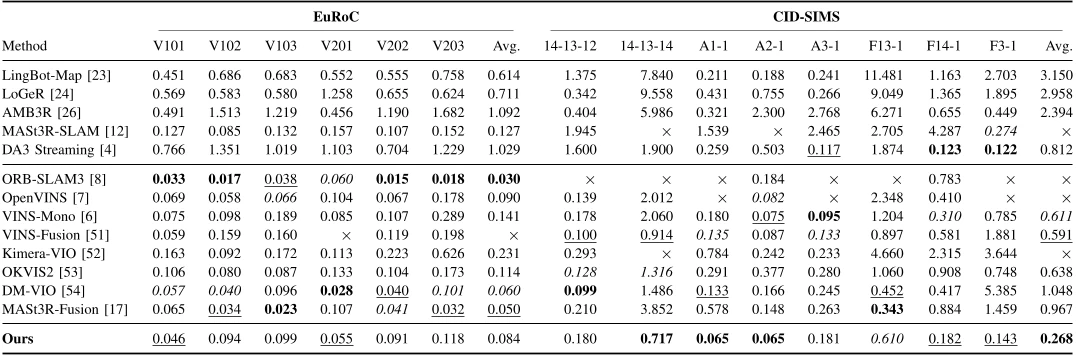 EuRoC CID-SIMS
Method V101 V102 V103 V201 V202 V203 Avg. 14-13-12 14-13-14 A1-1 A2-1 A3-1 F13-1 F14-1 F3-1 Avg.
LingBot-Map [23] 0.451 0.686 0.683 0.552 0.555 0.758 0.614 1.375 7.840 0.211 0.188 0.241 11.481 1.163 2.703 3.150
LoGeR [24] 0.569 0.583 0.580 1.258 0.655 0.624 0.711 0.342 9.558 0.431 0.755 0.266 9.049 1.365 1.895 2.958
AMB3R [26] 0.491 1.513 1.219 0.456 1.190 1.682 1.092 0.404 5.986 0.321 2.300 2.768 6.271 0.655 0.449 2.394
MASt3R-SLAM [12] 0.127 0.085 0.132 0.157 0.107 0.152 0.127 1.945 × 1.539 × 2.465 2.705 4.287 0.274 ×
DA3 Streaming [4] 0.766 1.351 1.019 1.103 0.704 1.229 1.029 1.600 1.900 0.259 0.503 0.117 1.874 0.123 0.122 0.812
ORB-SLAM3 [8] 0.033 0.017 0.038 0.060 0.015 0.018 0.030 × × × 0.184 × × 0.783 × ×
OpenVINS [7] 0.069 0.058 0.066 0.104 0.067 0.178 0.090 0.139 2.012 × 0.082 × 2.348 0.410 × ×
VINS-Mono [6] 0.075 0.098 0.189 0.085 0.107 0.289 0.141 0.178 2.060 0.180 0.075 0.095 1.204 0.310 0.785 0.611
VINS-Fusion [51] 0.059 0.159 0.160 × 0.119 0.198 × 0.100 0.914 0.135 0.087 0.133 0.897 0.581 1.881 0.591
Kimera-VIO [52] 0.163 0.092 0.172 0.113 0.223 0.626 0.231 0.293 × 0.784 0.242 0.233 4.660 2.315 3.644 ×
OKVIS2 [53] 0.106 0.080 0.087 0.133 0.104 0.173 0.114 0.128 1.316 0.291 0.377 0.280 1.060 0.908 0.748 0.638
DM-VIO [54] 0.057 0.040 0.096 0.028 0.040 0.101 0.060 0.099 1.486 0.133 0.166 0.245 0.452 0.417 5.385 1.048
MASt3R-Fusion [17] 0.065 0.034 0.023 0.107 0.041 0.032 0.050 0.210 3.852 0.578 0.148 0.263 0.343 0.884 1.459 0.967
Ours 0.046 0.094 0.099 0.055 0.091 0.118 0.084 0.180 0.717 0.065 0.065 0.181 0.610 0.182 0.143 0.268